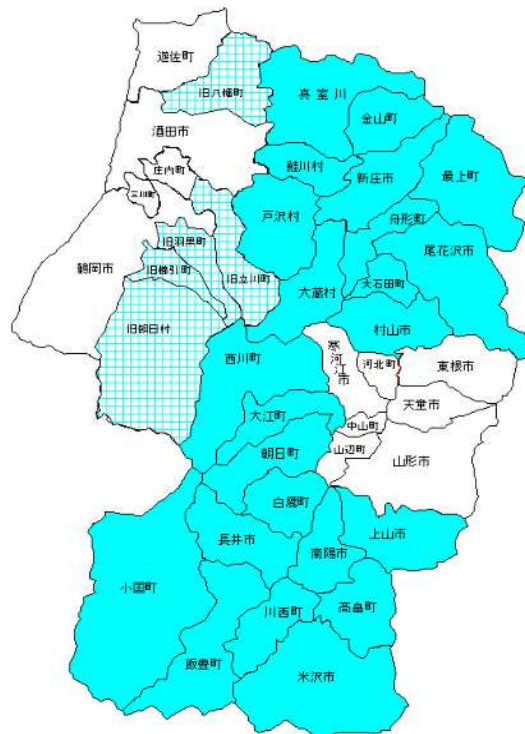 遊佐町
旧八幡町
真室川
金山町
酒田市
庄内町
鮭川村
新庄市
最上町
三川町
戸沢村
舟形町
旧羽黒町
尾花沢市
鶴岡市
旧櫛引町
旧立川町
大蔵村
大石田町
旧朝日村
村山市
西川町
寒河江市
河北町
東根市
大江町
天童市
中山町
朝日町
山辺町
山形市
白鷹町
長井市
南陽市
上山市
小国町
川西町
高畠町
飯豊町
米沢市